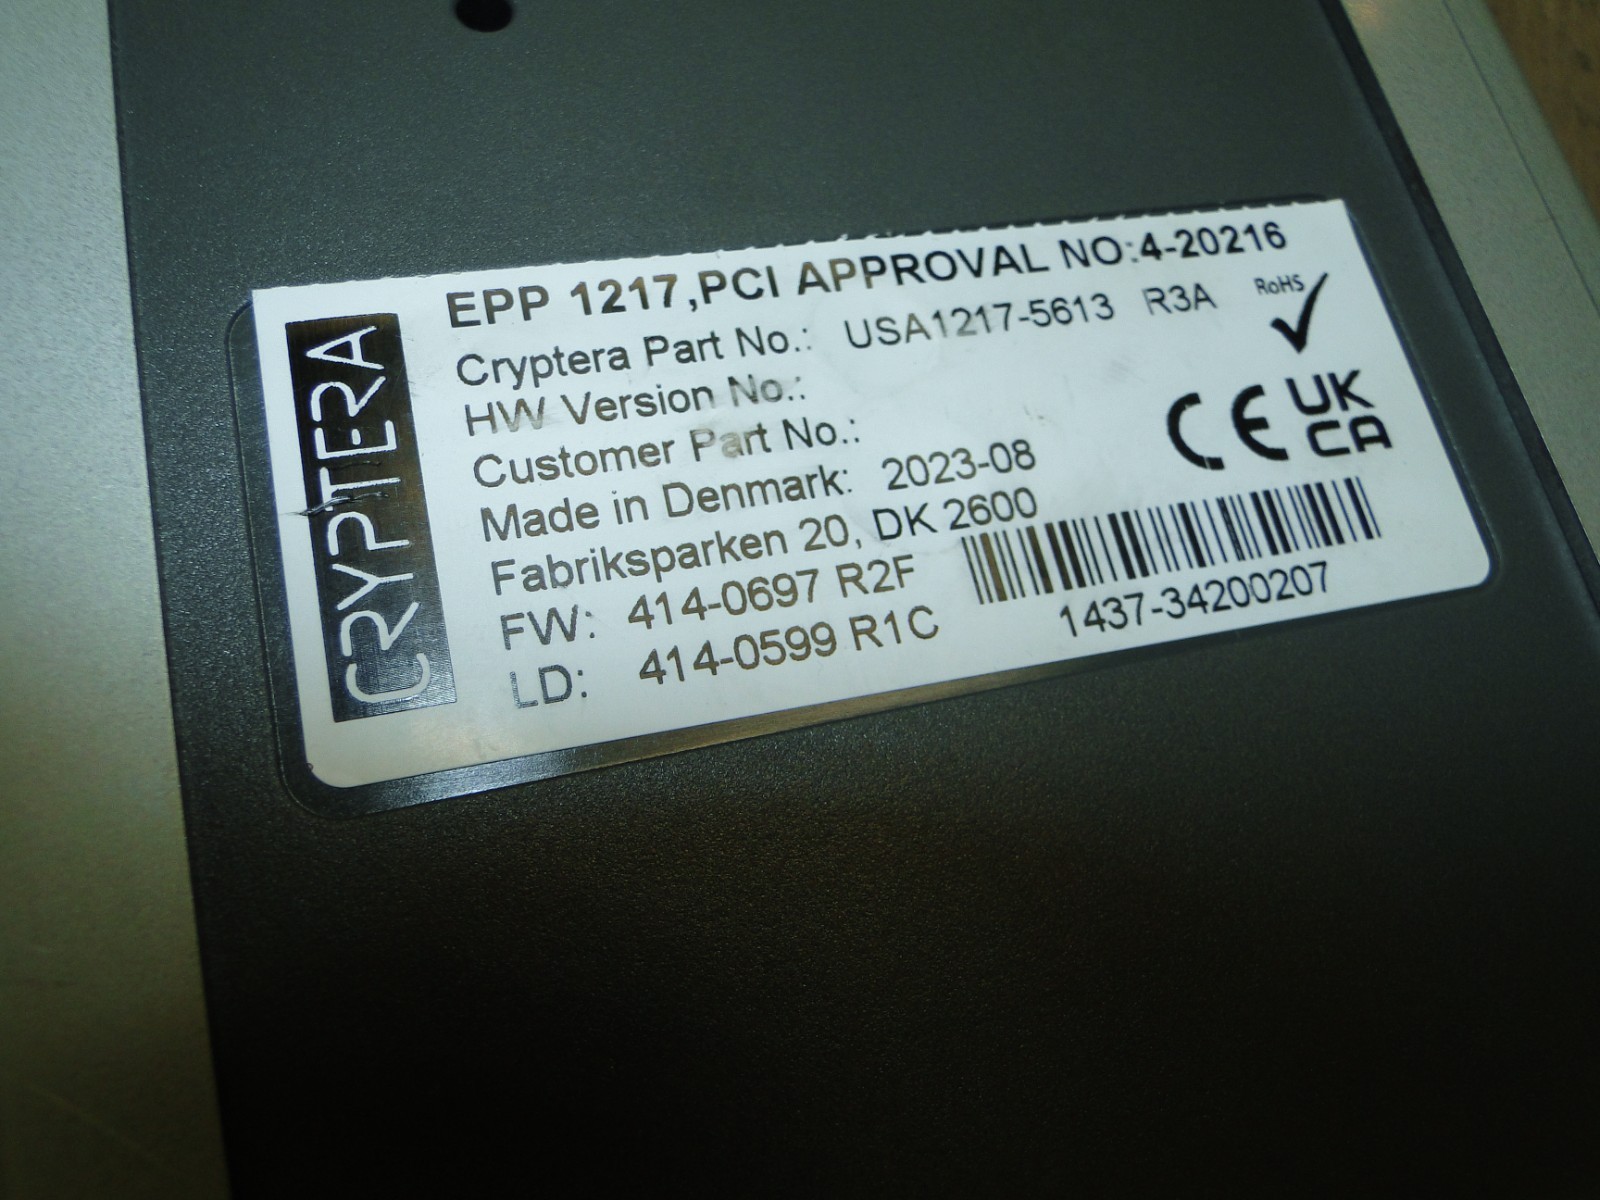 CRYPTERA
EPP 1217,PCI APPROVAL NO:4-20216
Cryptera Part No.: USA1217-5613 R3A
RoHS
HW Version No.:
Customer Part No.:
CE UK
CA
Made in Denmark: 2023-08
Fabriksparken 20, DK 2600
FW: 414-0697 R2F
LD: 414-0599 R1C
1437-34200207